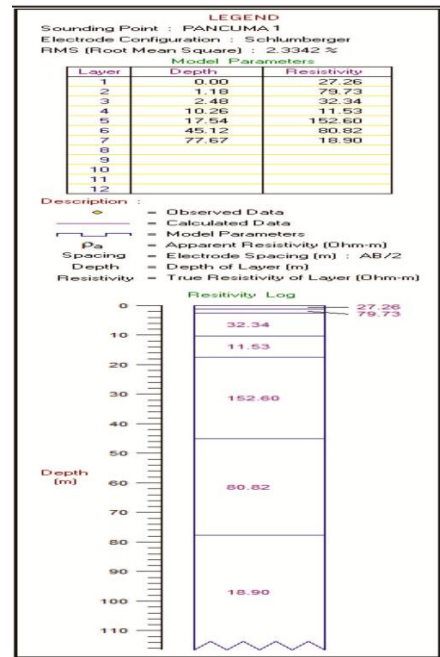 LEGEND
Sounding Point : PANCUMA 1
Electrode Configuration : Schlumberger
RMS (Root Mean Square) : 2.3342 %
Model Parameters
Layer Depth Resistivity
1 0.00 27.26
2 1.18 79.73
3 2.48 32.34
4 10.26 11.53
5 17.54 152.60
6 45.12 80.82
7 77.67 18.90
8
9
10
11
12
Description :
= Observed Data
= Calculated Data
= Model Parameters
Pa = Apparent Resistivity (Ohm-m)
Spacing = Electrode Spacing (m) : AB/2
Depth = Depth of Layer (m)
Resistivity = True Resistivity of Layer (Ohm-m)
Resitivity Log
0
27.26
79.73
32.34
10
11.53
20
30
152.60
40
50
Depth
(m)
60
80.82
70
80
90
18.90
100
110